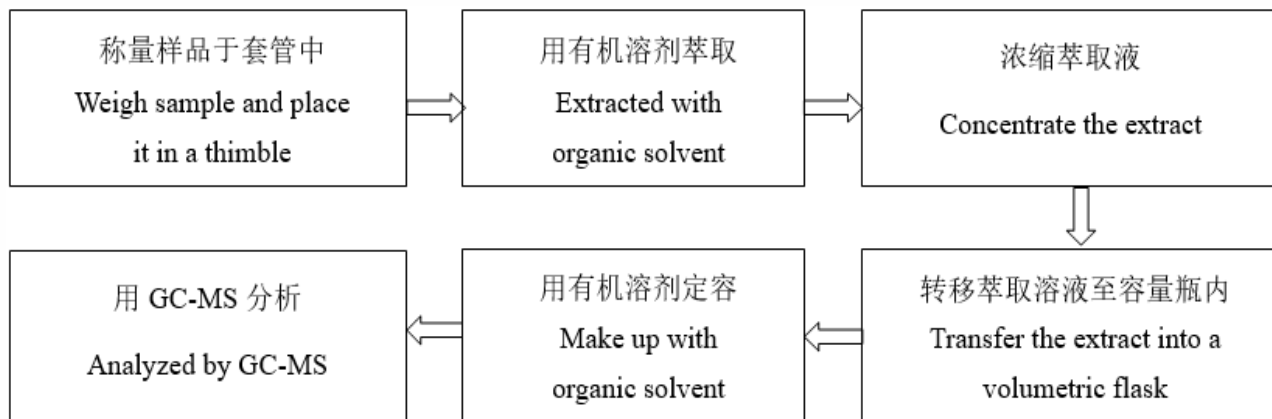 称量样品于套管中
Weigh sample and place
it in a thimble
用有机溶剂萃取
Extracted with
organic solvent
浓缩萃取液
Concentrate the extract
转移萃取溶液至容量瓶内
Transfer the extract into a
volumetric flask
用有机溶剂定容
Make up with
organic solvent
用 GC-MS 分析
Analyzed by GC-MS